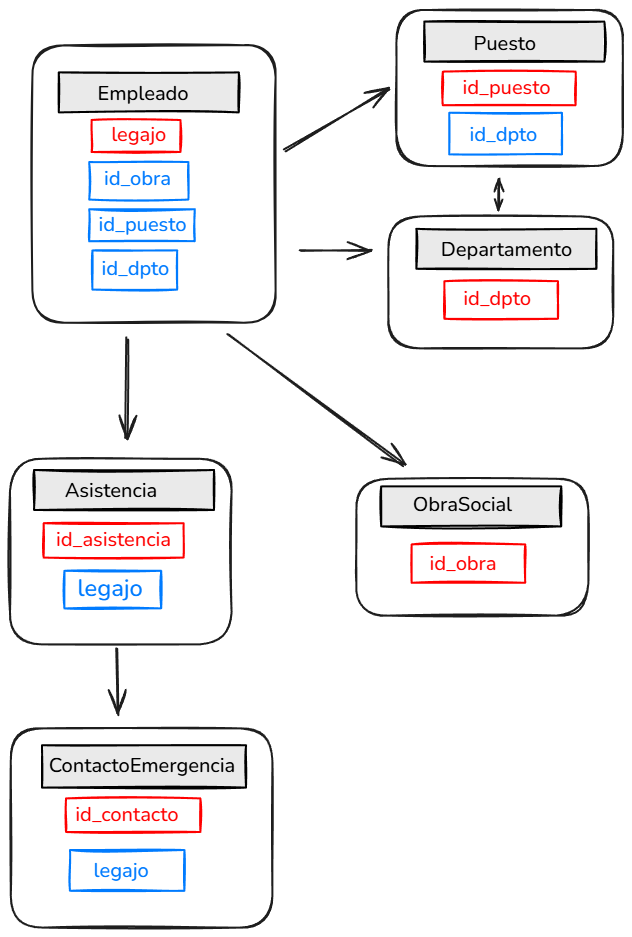 Empleado
legajo
id_obra
id_puesto
id_dpto
Puesto
id_puesto
id_dpto
Departamento
id_dpto
Asistencia
id_asistencia
legajo
ObraSocial
id_obra
ContactoEmergencia
id_contacto
legajo